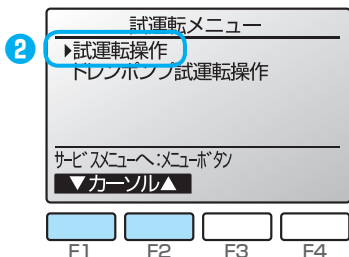 試運転メニュー
2
▶試運転操作
ドレンポンプ試運転操作
サービスメニューへ:メニューボタン
▼カーソル▲
F1 F2 F3 F4